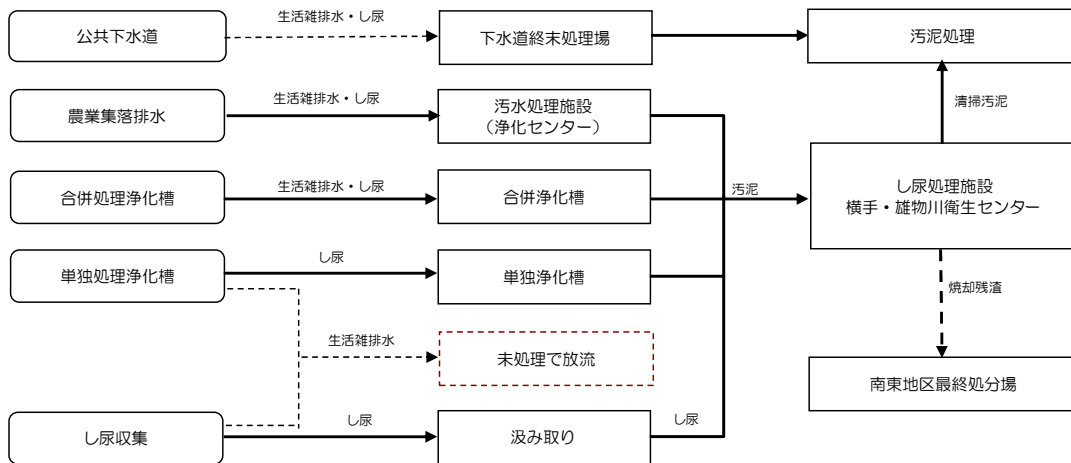 公共下水道
生活雑排水・し尿
下水道終末処理場
汚泥処理
清掃汚泥
農業集落排水
生活雑排水・し尿
汚水処理施設
（浄化センター）
合併処理浄化槽
生活雑排水・し尿
合併浄化槽
汚泥
し尿処理施設
横手・雄物川衛生センター
単独処理浄化槽
し尿
単独浄化槽
焼却残渣
生活雑排水
未処理で放流
南東地区最終処分場
し尿収集
し尿
汲み取り
し尿